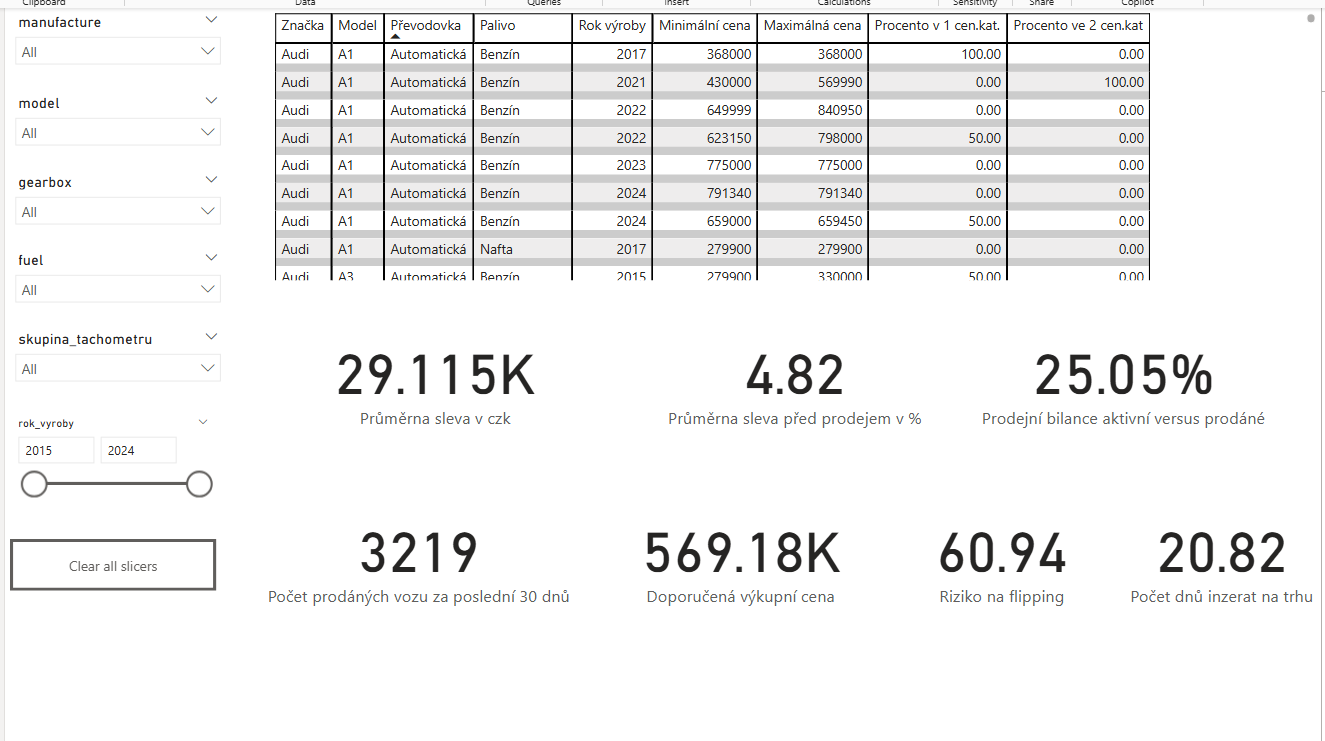 Clipboard Data Queries Insert Calculations Sensitivity Share Copilot
manufacture
All
model
All
gearbox
All
fuel
All
skupina_tachometru
All
rok_vyroby
2015 2024
Clear all slicers
Značka Model Převodovka Palivo Rok výroby Minimální cena Maximálná cena Procento v 1 cen.kat. Procento ve 2 cen.kat
Audi A1 Automatická Benzín 2017 368000 368000 100.00 0.00
Audi A1 Automatická Benzín 2021 430000 569990 0.00 100.00
Audi A1 Automatická Benzín 2022 649999 840950 0.00 0.00
Audi A1 Automatická Benzín 2022 623150 798000 50.00 0.00
Audi A1 Automatická Benzín 2023 775000 775000 0.00 0.00
Audi A1 Automatická Benzín 2024 791340 791340 0.00 0.00
Audi A1 Automatická Benzín 2024 659000 659450 50.00 0.00
Audi A1 Automatická Nafta 2017 279900 279900 0.00 0.00
Audi A3 Automatická Benzín 2015 279900 330000 50.00 0.00
29.115K
Průměrna sleva v czk
4.82
Průměrna sleva před prodejem v %
25.05%
Prodejní bilance aktivní versus prodáné
3219
Počet prodáných vozu za poslední 30 dnů
569.18K
Doporučená výkupní cena
60.94
Riziko na flipping
20.82
Počet dnů inzerat na trhu